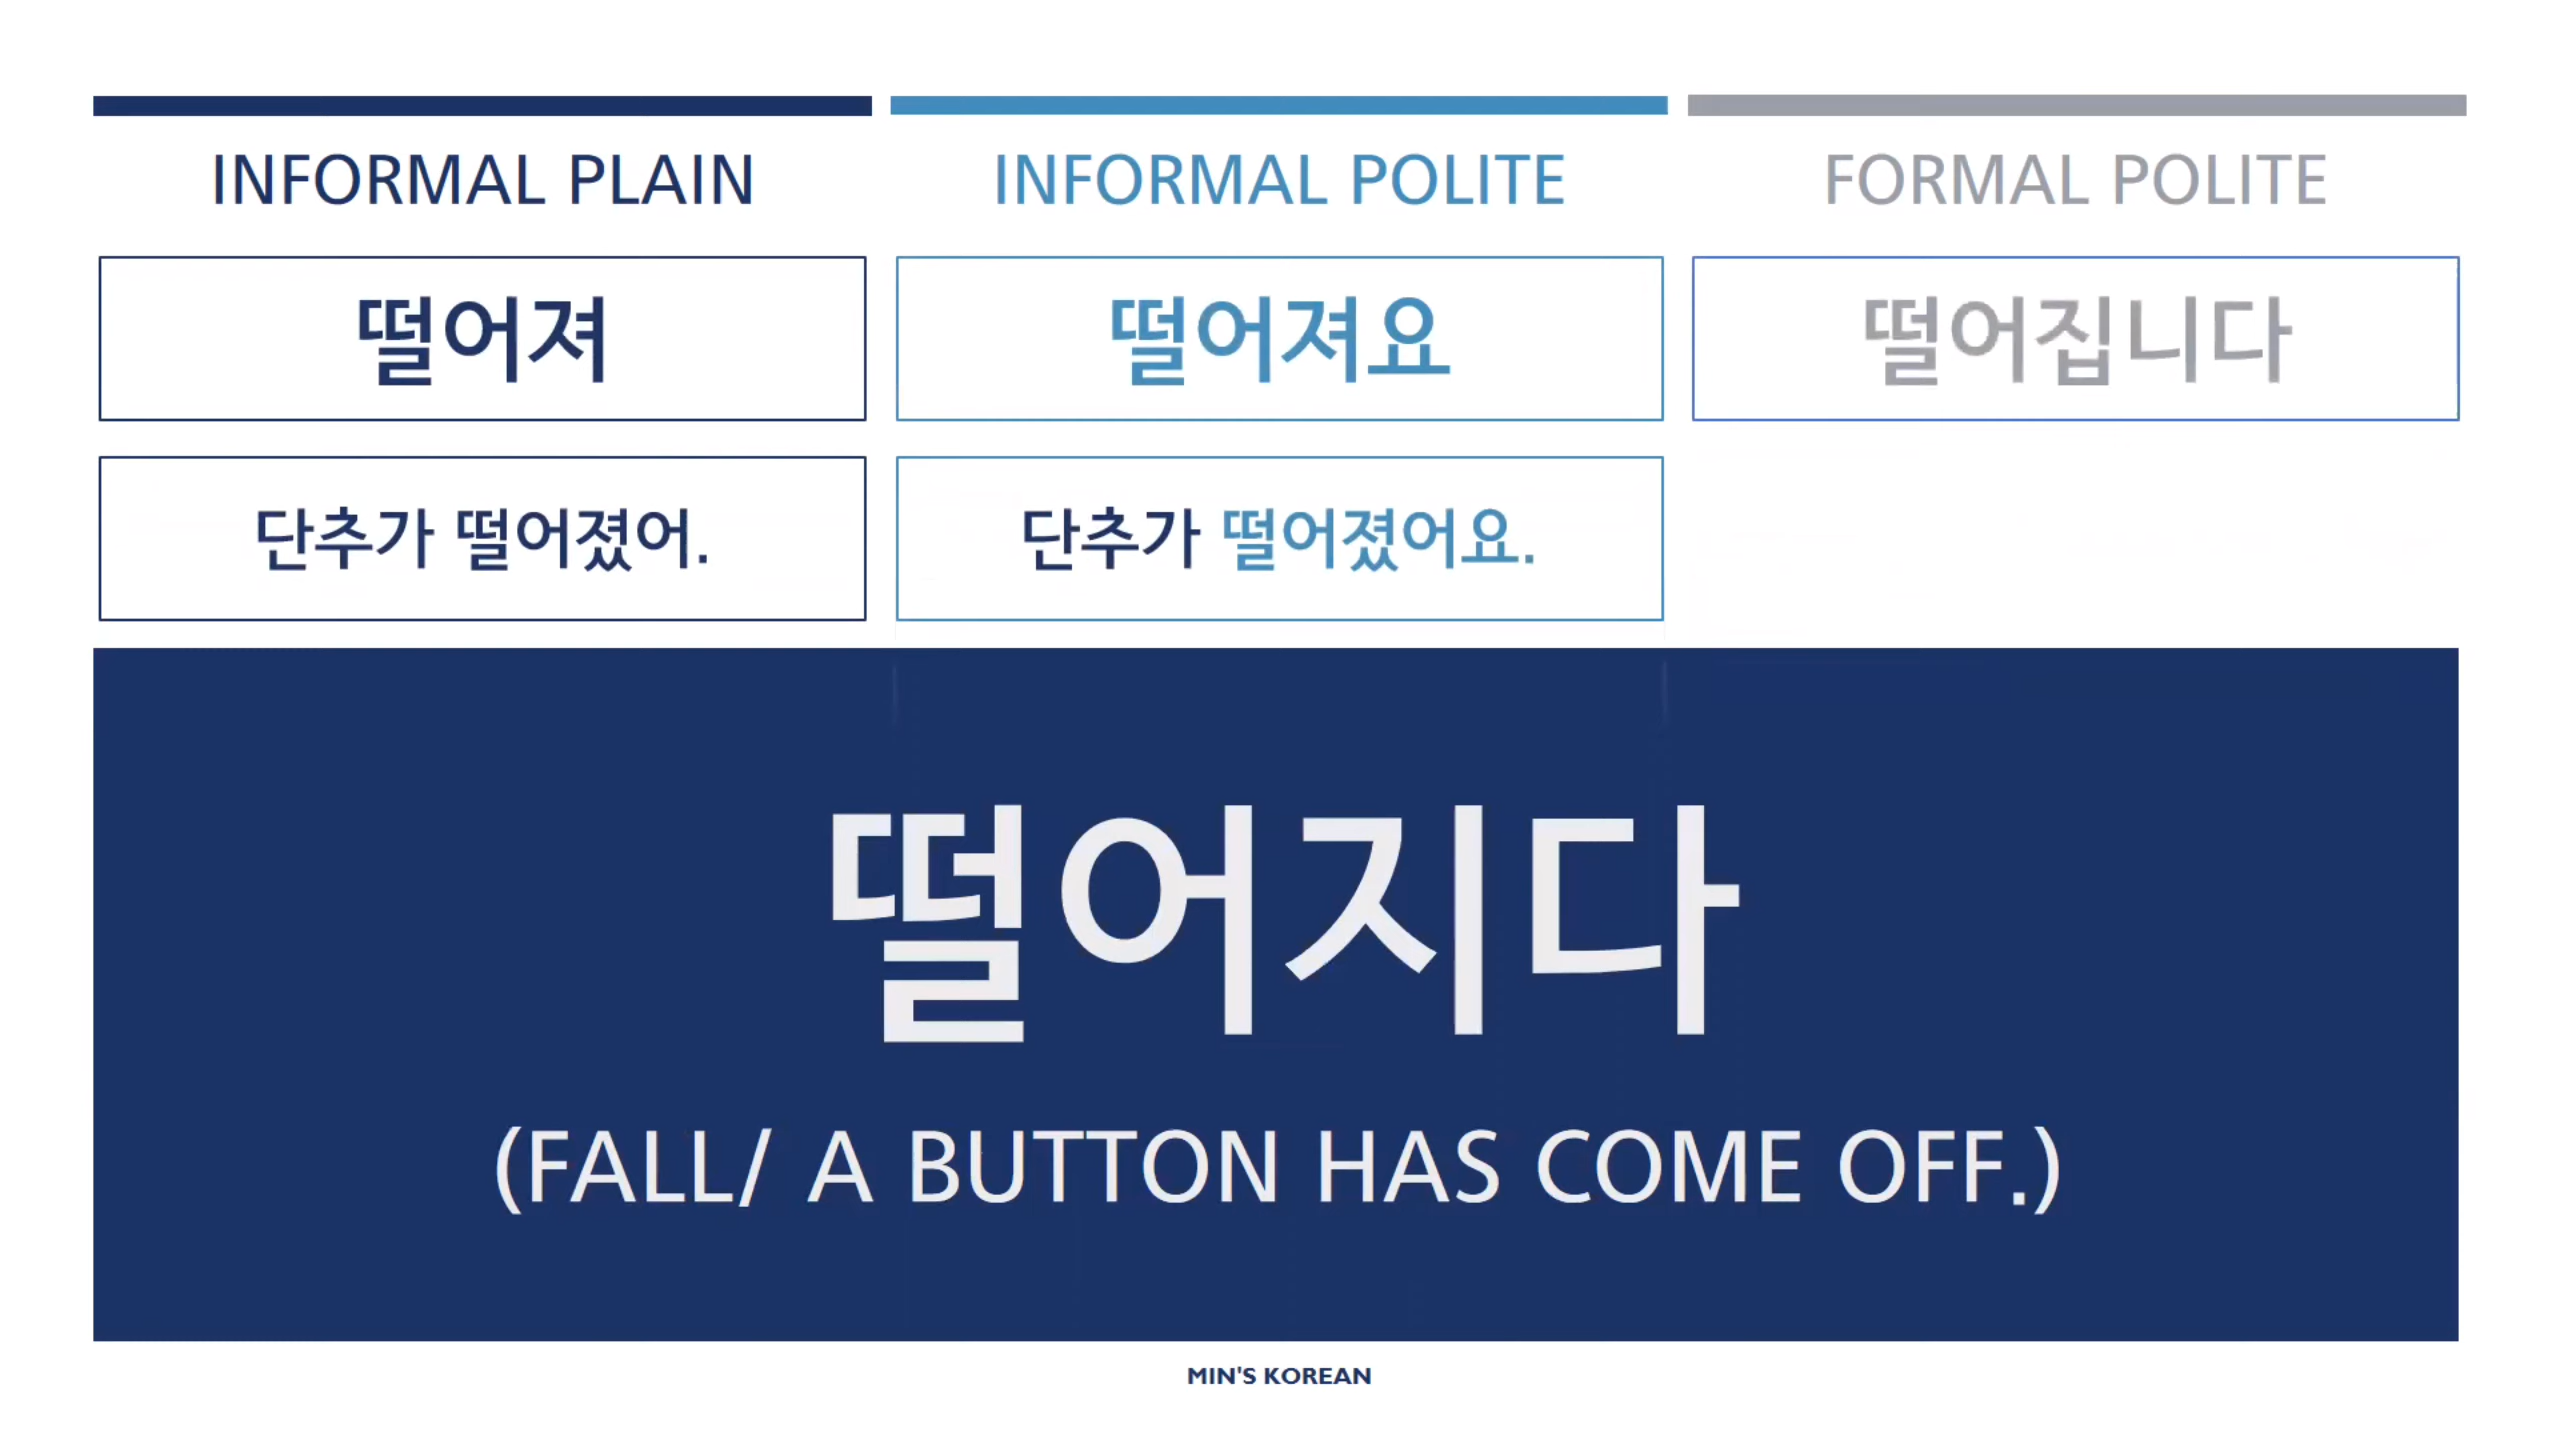 INFORMAL PLAIN
INFORMAL POLITE
FORMAL POLITE
떨어져
떨어져요
떨어집니다
단추가 떨어졌어.
단추가 떨어졌어요.
떨어지다
(FALL/ A BUTTON HAS COME OFF.)
MIN'S KOREAN